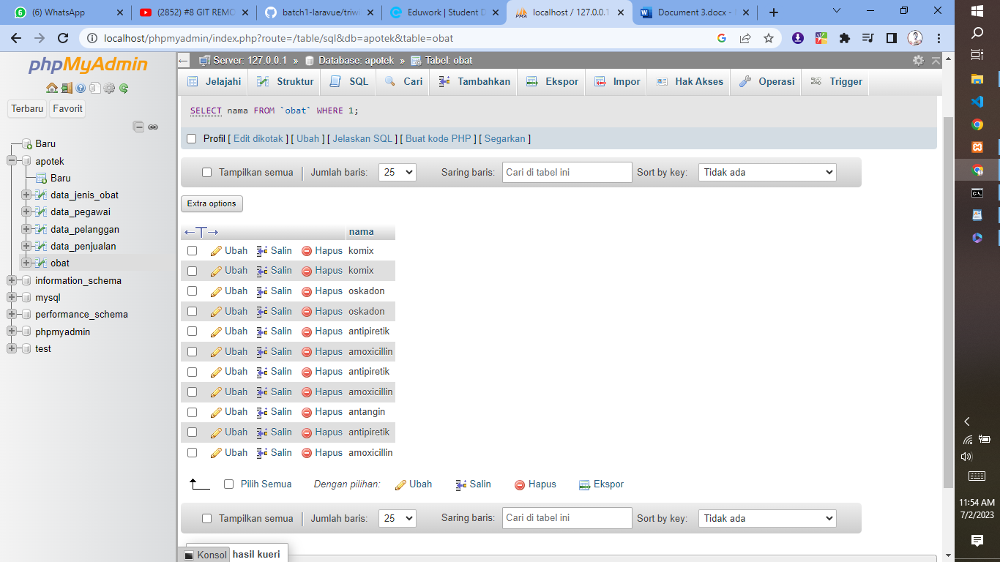 (6) WhatsApp
(2852) #8 GIT REMO
batch1-laravue/triwi
Eduwork | Student D
localhost / 127.0.0.1
Document 3.docx -
localhost/phpmyadmin/index.php?route=/table/sql&db=apotek&table=obat
phpMyAdmin
Terbaru Favorit
Baru
apotek
Baru
data_jenis_obat
data_pegawai
data_pelanggan
data_penjualan
obat
information_schema
mysql
performance_schema
phpmyadmin
test
Server: 127.0.0.1 » Database: apotek » Tabel: obat
Jelajahi Struktur SQL Cari Tambahkan Ekspor Impor Hak Akses Operasi Trigger
SELECT nama FROM `obat` WHERE 1;
Profil [ Edit dikotak ] [ Ubah ] [ Jelaskan SQL ] [ Buat kode PHP ] [ Segarkan ]
Tampilkan semua | Jumlah baris: 25 Saring baris: Cari di tabel ini Sort by key: Tidak ada
Extra options
←T→ nama
Ubah Salin Hapus komix
Ubah Salin Hapus komix
Ubah Salin Hapus oskadon
Ubah Salin Hapus oskadon
Ubah Salin Hapus antipiretik
Ubah Salin Hapus amoxicillin
Ubah Salin Hapus antipiretik
Ubah Salin Hapus amoxicillin
Ubah Salin Hapus antangin
Ubah Salin Hapus antipiretik
Ubah Salin Hapus amoxicillin
Pilih Semua Dengan pilihan: Ubah Salin Hapus Ekspor
Tampilkan semua | Jumlah baris: 25 Saring baris: Cari di tabel ini Sort by key: Tidak ada
Konsol hasil kueri
11:54 AM
7/2/2023